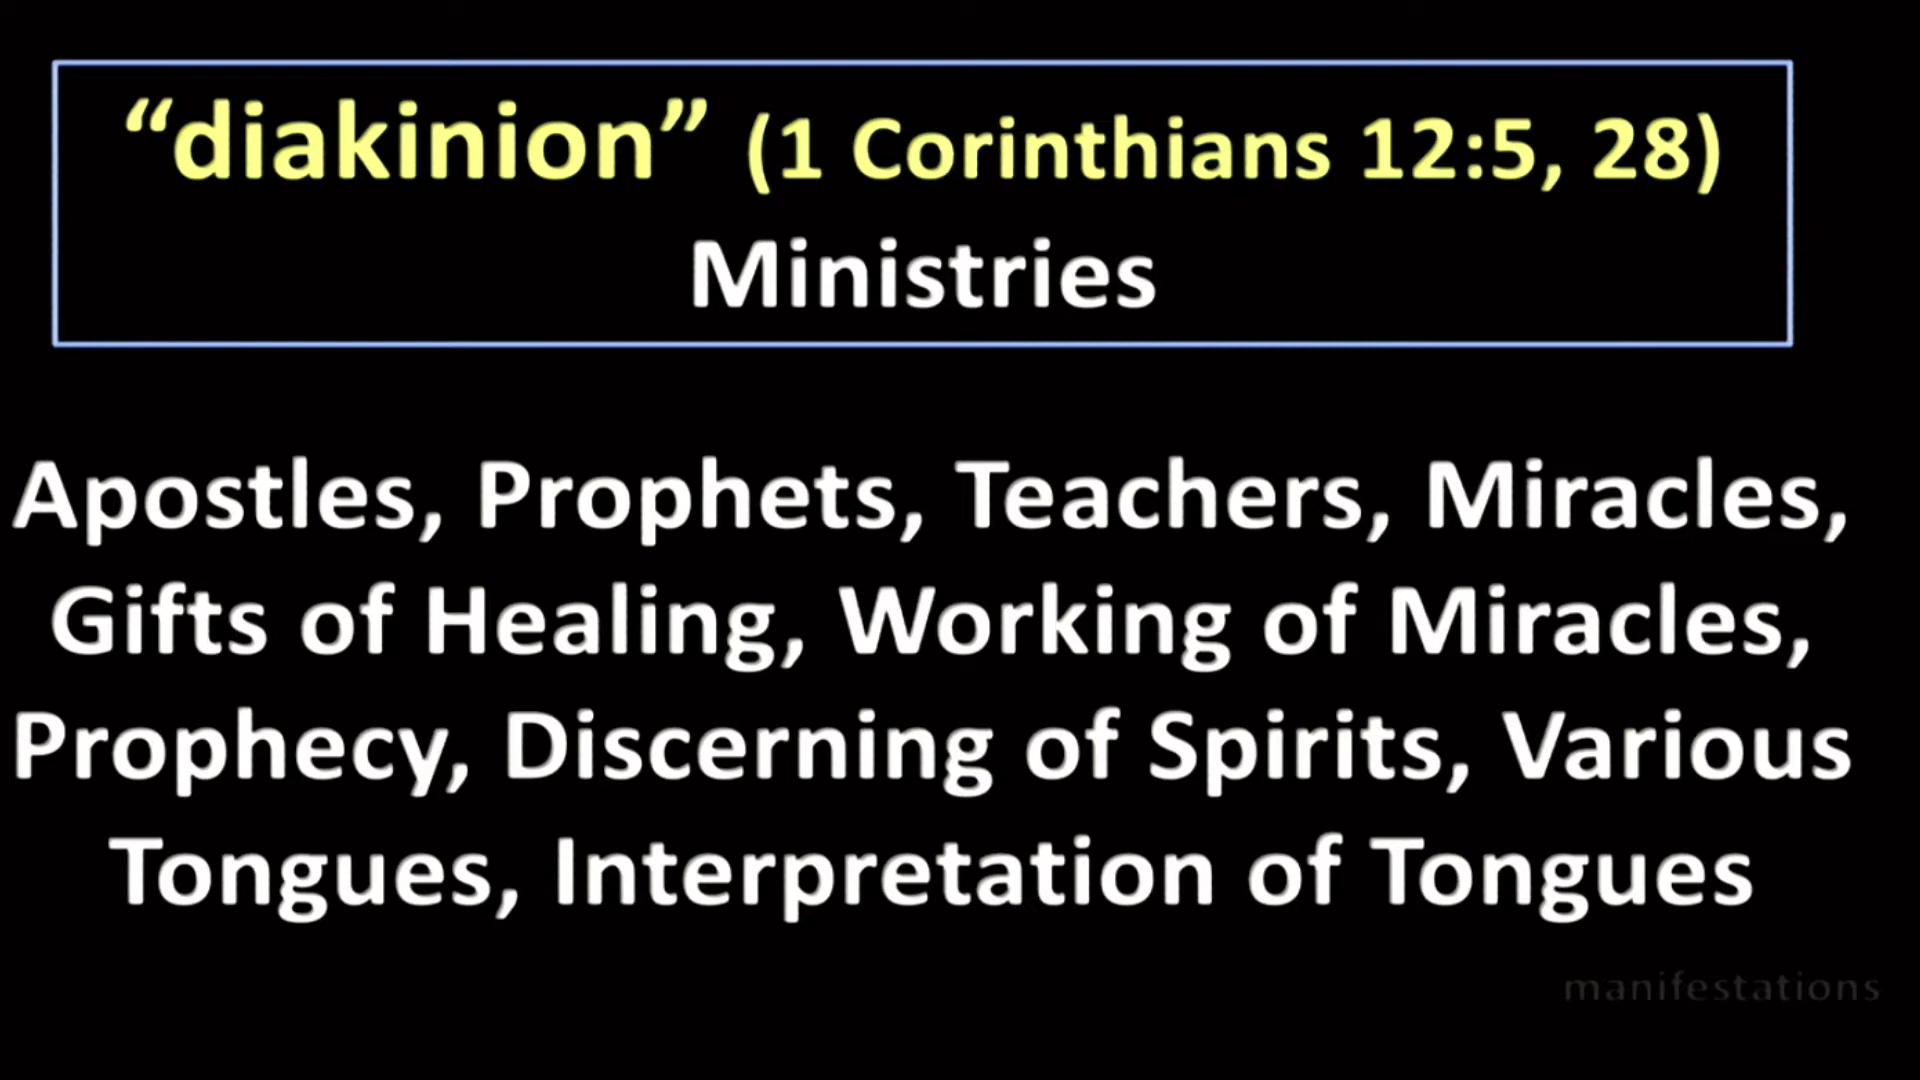 “diakinion” (1 Corinthians 12:5, 28)
Ministries
Apostles, Prophets, Teachers, Miracles,
Gifts of Healing, Working of Miracles,
Prophecy, Discerning of Spirits, Various
Tongues, Interpretation of Tongues
manifestations